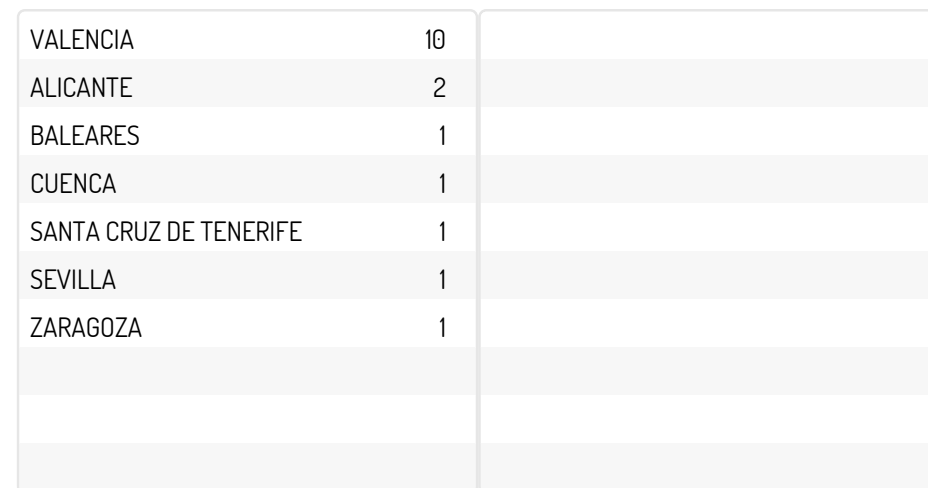 VALENCIA 10
ALICANTE 2
BALEARES 1
CUENCA 1
SANTA CRUZ DE TENERIFE 1
SEVILLA 1
ZARAGOZA 1